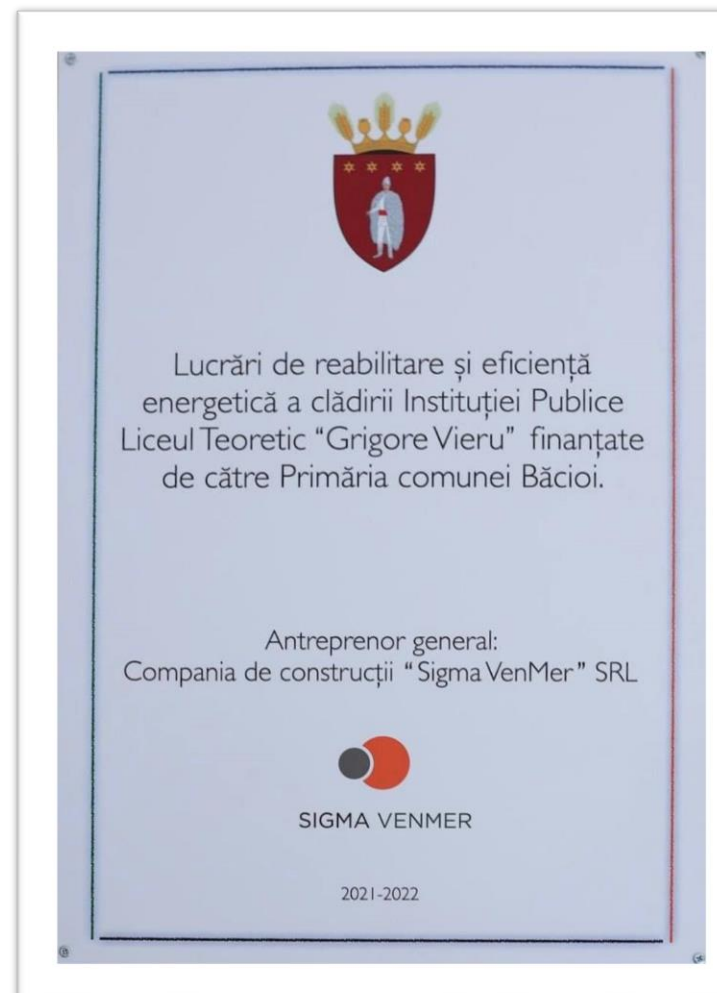 Lucrări de reabilitare și eficiență
energetică a clădirii Instituției Publice
Liceul Teoretic “Grigore Vieru” finanțate
de către Primăria comunei Băcioi.
Antreprenor general:
Compania de construcții “Sigma VenMer” SRL
SIGMA VENMER
2021-2022